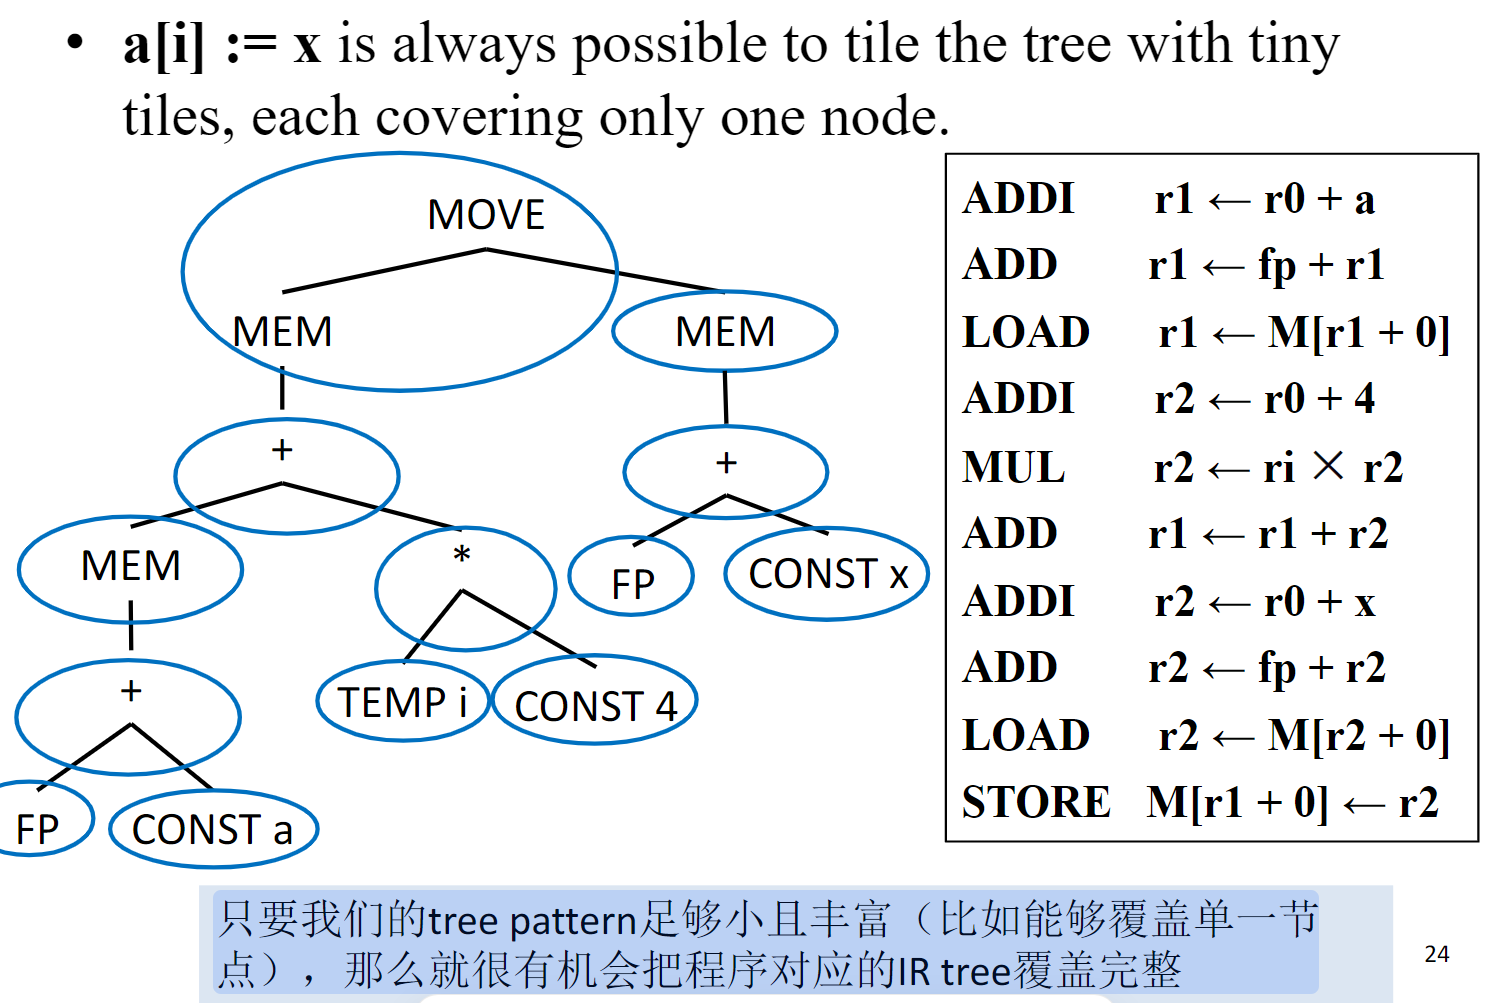 • a[i] := x is always possible to tile the tree with tiny
tiles, each covering only one node.
MOVE
MEM
MEM
+
+
MEM
*
FP
CONST x
+
TEMP i
CONST 4
FP
CONST a
ADDI r1 ← r0 + a
ADD r1 ← fp + r1
LOAD r1 ← M[r1 + 0]
ADDI r2 ← r0 + 4
MUL r2 ← ri × r2
ADD r1 ← r1 + r2
ADDI r2 ← r0 + x
ADD r2 ← fp + r2
LOAD r2 ← M[r2 + 0]
STORE M[r1 + 0] ← r2
只要我们的tree pattern足够小且丰富（比如能够覆盖单一节
点），那么就很有机会把程序对应的IR tree覆盖完整
24